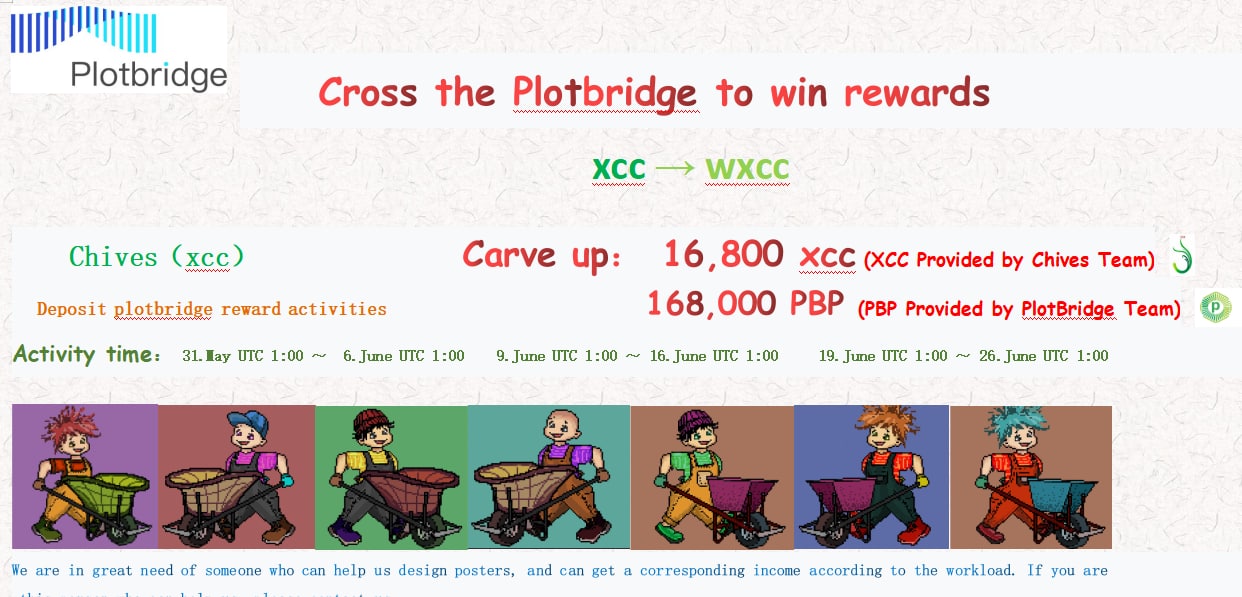 Plotbridge
Cross the Plotbridge to win rewards
xcc → wxcc
Chives（xcc）
Carve up： 16,800 xcc (XCC Provided by Chives Team)
Deposit plotbridge reward activities
168,000 PBP (PBP Provided by PlotBridge Team)
P
Activity time： 31.May UTC 1:00 ～ 6.June UTC 1:00 9.June UTC 1:00 ～ 16.June UTC 1:00 19.June UTC 1:00 ～ 26.June UTC 1:00
We are in great need of someone who can help us design posters, and can get a corresponding income according to the workload. If you are